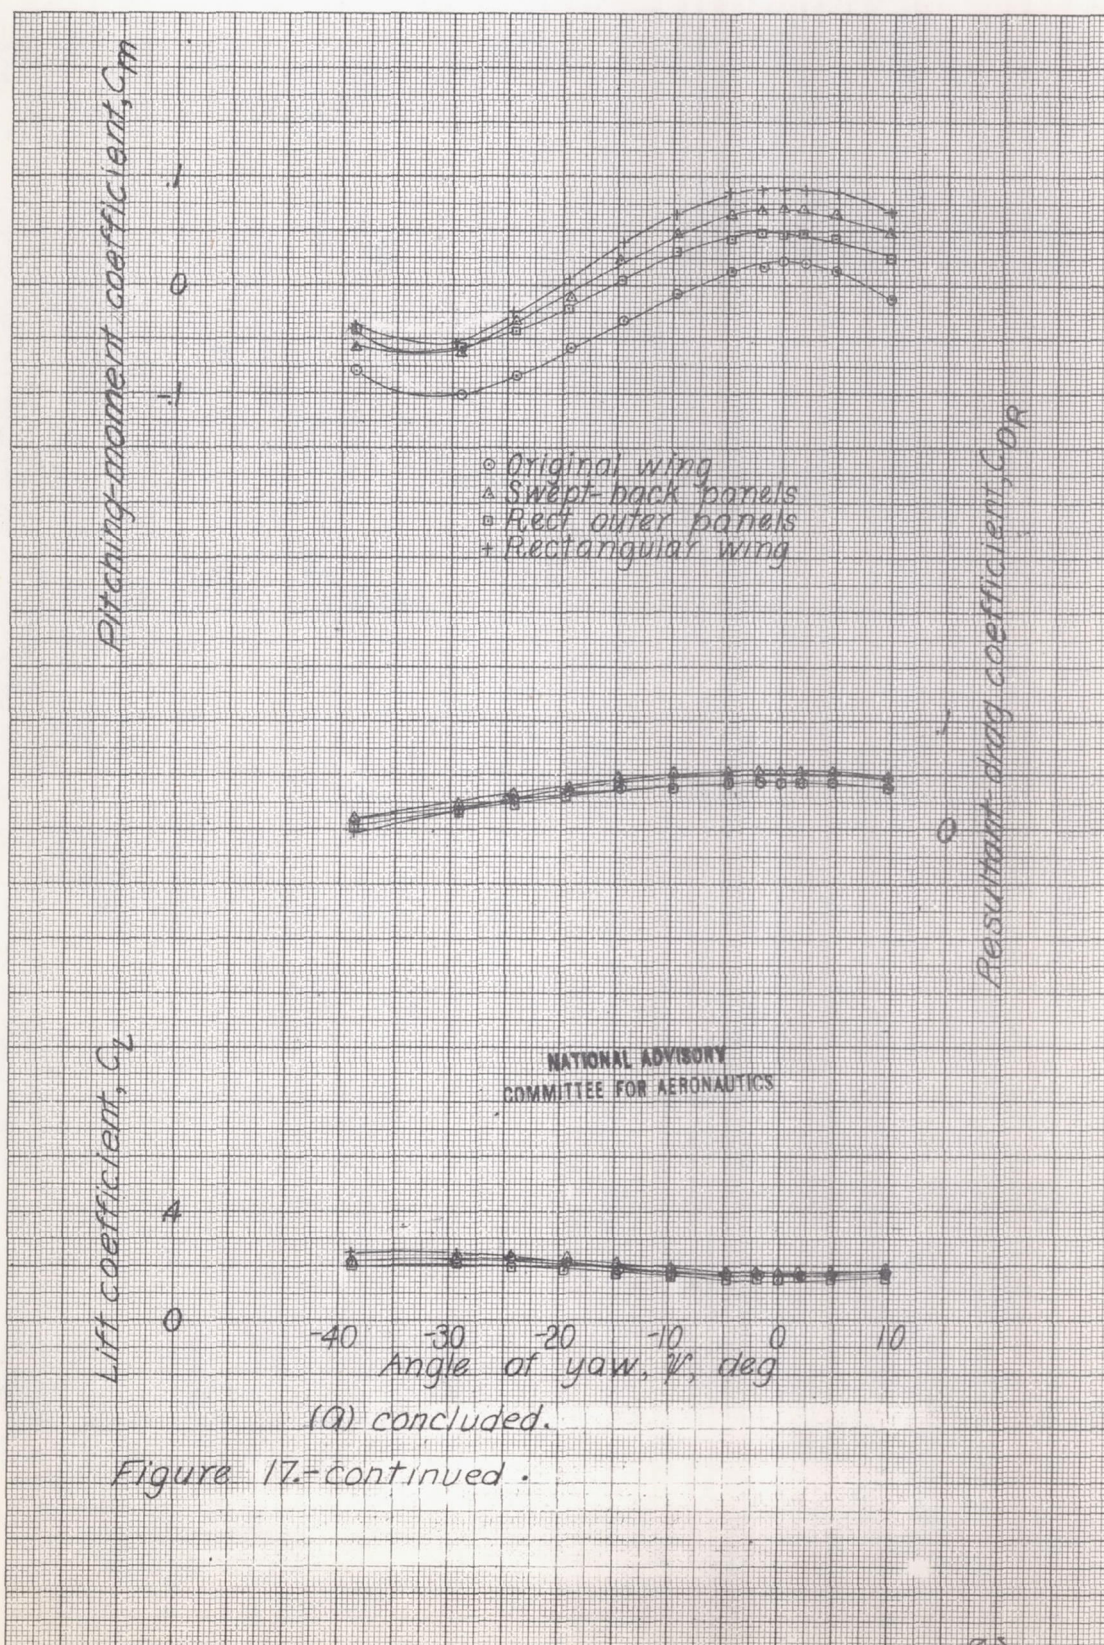 Pitching-moment coefficient, Cm
.1
0
-.1
Original wing
Swept-back panels
Rect outer panels
+ Rectangular wing
Resultant-drag coefficient, CDR
.1
0
NATIONAL ADVISORY
COMMITTEE FOR AERONAUTICS
Lift coefficient, CL
.4
0
-40 -30 -20 -10 0 10
Angle of yaw, ψ, deg
(a) concluded.
Figure 17.-continued.